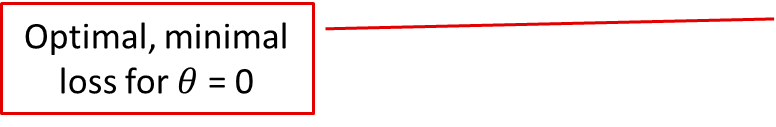 Optimal, minimal
loss for θ = 0